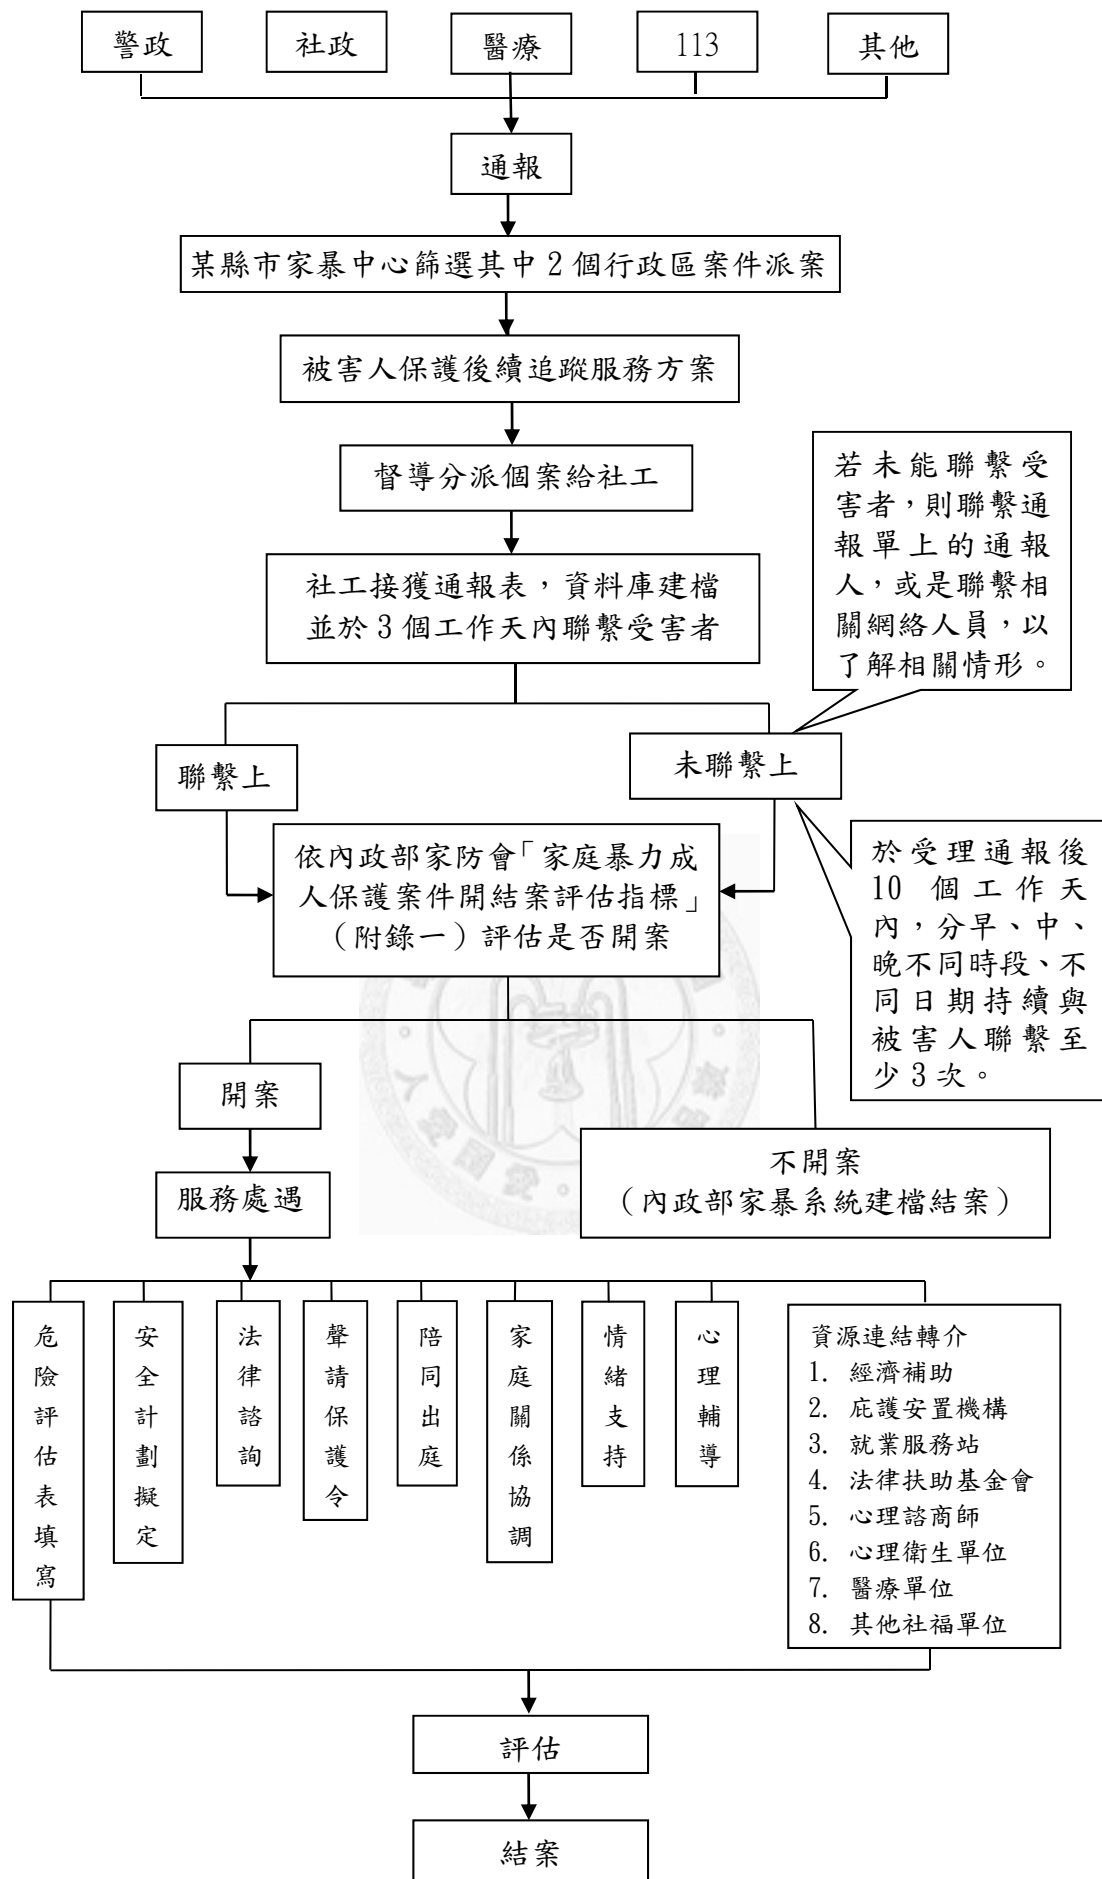 警政
社政
醫療
113
其他
通報
某縣市家暴中心篩選其中2個行政區案件派案
被害人保護後續追蹤服務方案
督導分派個案給社工
社工接獲通報表，資料庫建檔
並於3個工作天內聯繫受害者
若未能聯繫受
害者，則聯繫通
報單上的通報
人，或是聯繫相
關網絡人員，以
了解相關情形。
聯繫上
未聯繫上
依內政部家防會「家庭暴力成
人保護案件開結案評估指標」
（附錄一）評估是否開案
於受理通報後
10 個工作天
內，分早、中、
晚不同時段、不
同日期持續與
被害人聯繫至
少3次。
開案
不開案
（內政部家暴系統建檔結案）
服務處遇
危險評估表填寫
安全計劃擬定
法律諮詢
聲請保護令
陪同出庭
家庭關係協調
情緒支持
心理輔導
資源連結轉介
1. 經濟補助
2. 庇護安置機構
3. 就業服務站
4. 法律扶助基金會
5. 心理諮商師
6. 心理衛生單位
7. 醫療單位
8. 其他社福單位
評估
結案